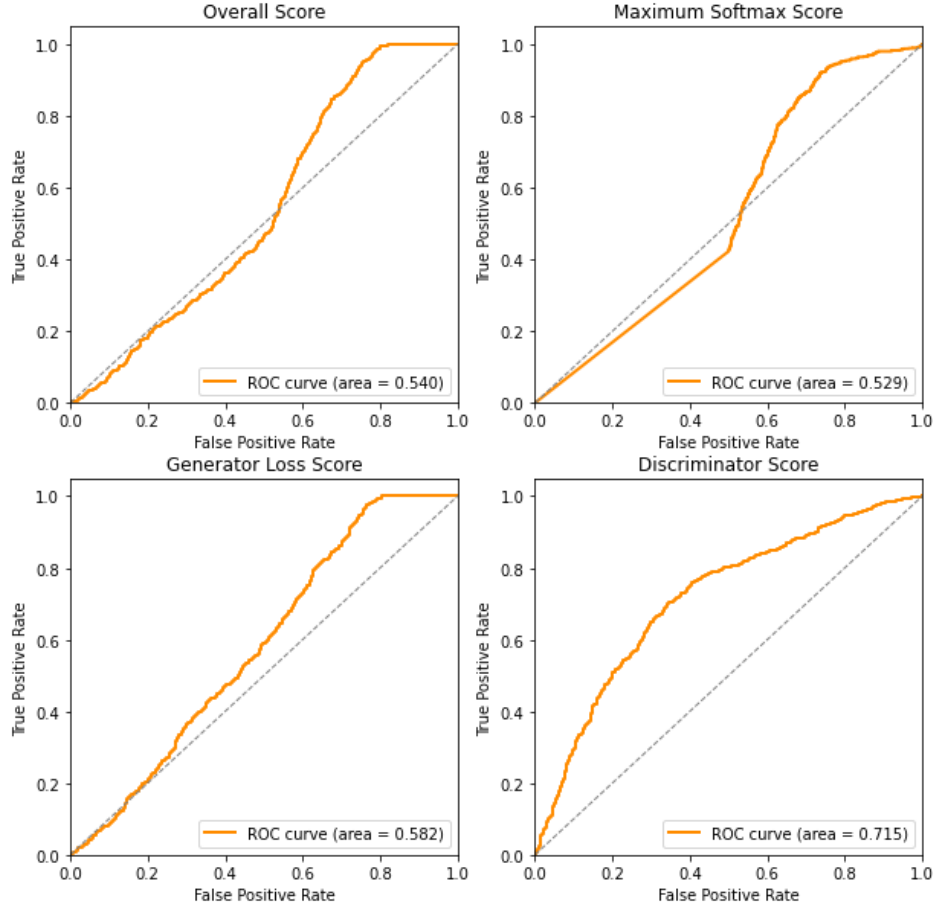 Overall Score
1.0
0.8
0.6
0.4
0.2
0.0
True Positive Rate
ROC curve (area = 0.540)
0.0 0.2 0.4 0.6 0.8 1.0
False Positive Rate
Maximum Softmax Score
1.0
0.8
0.6
0.4
0.2
0.0
True Positive Rate
ROC curve (area = 0.529)
0.0 0.2 0.4 0.6 0.8 1.0
False Positive Rate
Generator Loss Score
1.0
0.8
0.6
0.4
0.2
0.0
True Positive Rate
ROC curve (area = 0.582)
0.0 0.2 0.4 0.6 0.8 1.0
False Positive Rate
Discriminator Score
1.0
0.8
0.6
0.4
0.2
0.0
True Positive Rate
ROC curve (area = 0.715)
0.0 0.2 0.4 0.6 0.8 1.0
False Positive Rate